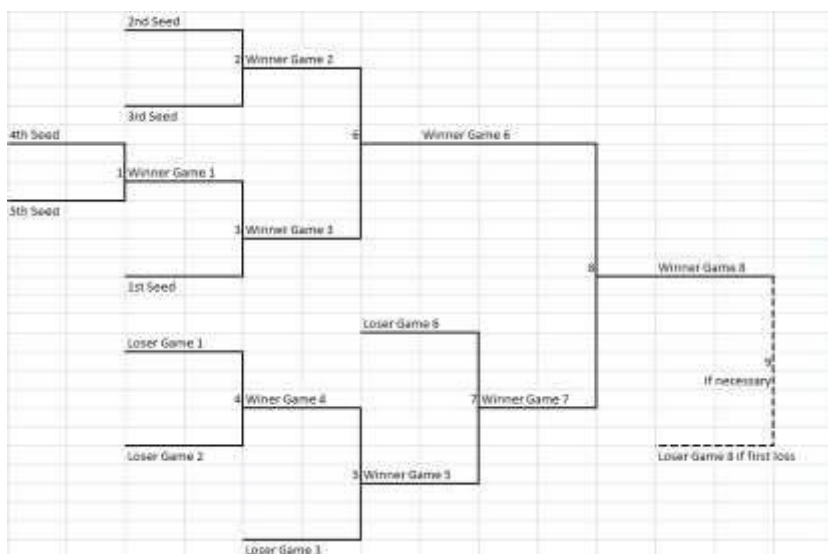 2nd Seed
2 Winner Game 2
3rd Seed
4th Seed
6 Winner Game 6
1 Winner Game 1
5th Seed
3 Winner Game 3
8 Winner Game 8
1st Seed
Loser Game 6
Loser Game 1
9
If necessary
4 Winer Game 4
7 Winner Game 7
Loser Game 2
Loser Game 8 if first loss
5 Winner Game 5
Loser Game 3